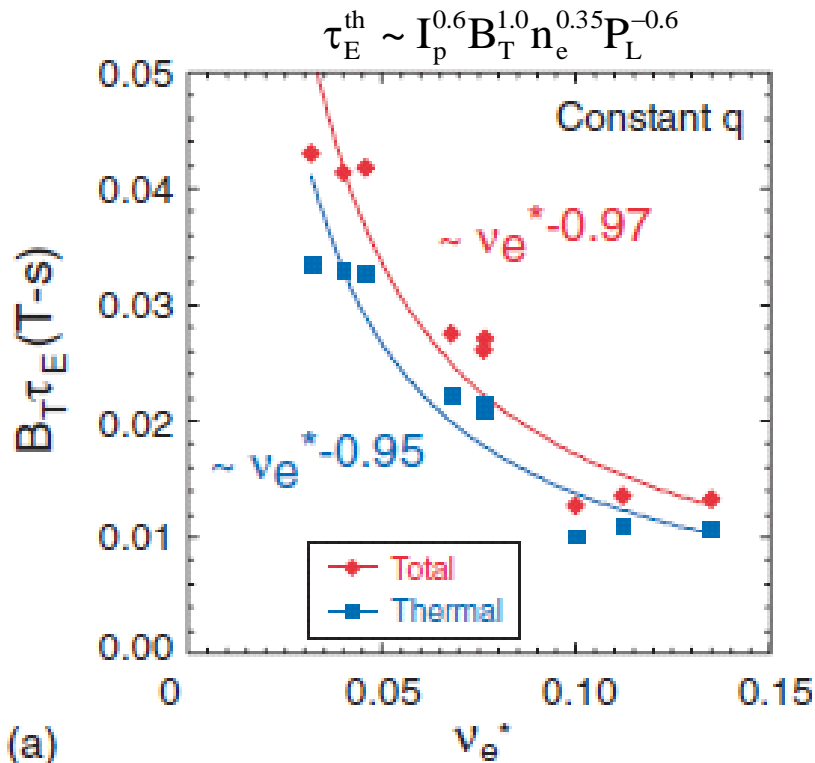 τ_E^th ~ I_p^0.6 B_T^1.0 n_e^0.35 P_L^−0.6
Constant q
0.05
0.04
0.03
0.02
0.01
0.00
B_T τ_E (T-s)
~ ν_e*-0.97
~ ν_e*-0.95
Total
Thermal
0
0.05
0.10
0.15
ν_e*
(a)